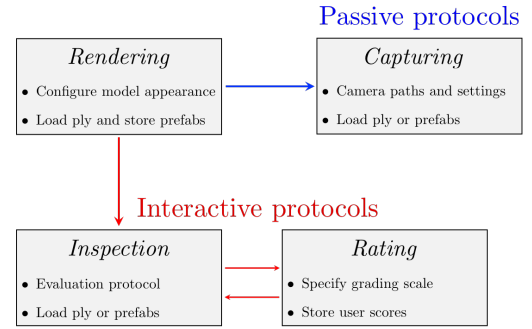 Passive protocols
Rendering
• Configure model appearance
• Load ply and store prefabs
Capturing
• Camera paths and settings
• Load ply or prefabs
Interactive protocols
Inspection
• Evaluation protocol
• Load ply or prefabs
Rating
• Specify grading scale
• Store user scores